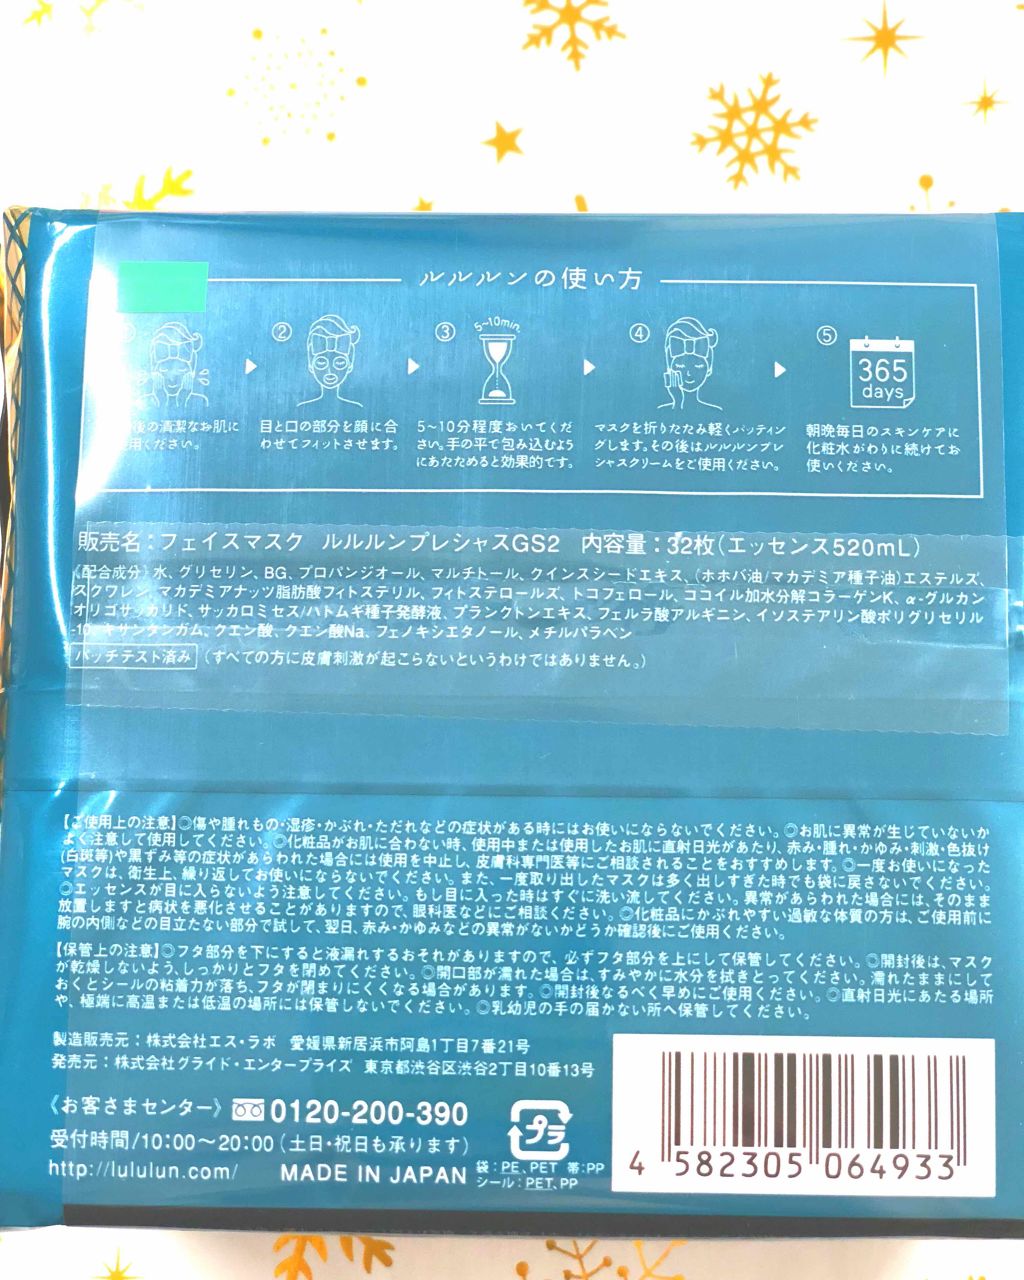 ルルルンの使い方
② ③ 5~10min. ④ ⑤ 365 days
後の清潔なお肌に
用ください。
目と口の部分を顔に合
わせてフィットさせます。
5~10分程度おいてくだ
さい。手の平で包み込むよう
にあたためると効果的です。
マスクを折りたたみ軽くパッティン
グします。その後はルルルンプレ
シャスクリームをご使用ください。
朝晩毎日のスキンケアに
化粧水がわりに続けてお
使いください。
販売名:フェイスマスク ルルルンプレシャスGS2 内容量:32枚(エッセンス520mL)
《配合成分》水、グリセリン、BG、プロパンジオール、マルチトール、クインスシードエキス、(ホホバ油/マカデミア種子油)エステルズ、
スクワレン、マカデミアナッツ脂肪酸フィトステリル、フィトステロールズ、トコフェロール、ココイル加水分解コラーゲンK、α-グルカン
オリゴサッカリド、サッカロミセス/ハトムギ種子発酵液、プランクトンエキス、フェルラ酸アルギニン、イソステアリン酸ポリグリセリル
-10、キサンタンガム、クエン酸、クエン酸Na、フェノキシエタノール、メチルパラベン
パッチテスト済み(すべての方に皮膚刺激が起こらないというわけではありません。)
【ご使用上の注意】◎傷や腫れもの・湿疹・かぶれ・ただれなどの症状がある時にはお使いにならないでください。◎お肌に異常が生じていないか
よく注意して使用してください。◎化粧品がお肌に合わない時、使用中または使用したお肌に直射日光があたり、赤み・腫れ・かゆみ・刺激・色抜け
(白斑等)や黒ずみ等の症状があらわれた場合には使用を中止し、皮膚科専門医等にご相談されることをおすすめします。◎一度お使いになった
マスクは、衛生上、繰り返してお使いにならないでください。また、一度取り出したマスクは多く出しすぎた時でも袋に戻さないでください。
◎エッセンスが目に入らないよう注意してください。もし目に入った時はすぐに洗い流してください。異常があらわれた場合には、そのまま
放置しますと病状を悪化させることがありますので、眼科医などにご相談ください。◎化粧品にかぶれやすい過敏な体質の方は、ご使用前に
腕の内側などの目立たない部分で試して、翌日、赤み・かゆみなどの異常がないかどうか確認後にご使用ください。
【保管上の注意】◎フタ部分を下にすると液漏れするおそれがありますので、必ずフタ部分を上にして保管してください。◎開封後は、マスク
が乾燥しないよう、しっかりとフタを閉めてください。◎開口部が濡れた場合は、すみやかに水分を拭きとってください。濡れたままにして
おくとシールの粘着力が落ち、フタが閉まりにくくなる場合があります。◎開封後なるべく早めにご使用ください。◎直射日光にあたる場所
や、極端に高温または低温の場所には保管しないでください。◎乳幼児の手の届かない所へ保管してください。
製造販売元:株式会社エス・ラボ 愛媛県新居浜市阿島1丁目7番21号
発売元:株式会社グライド・エンタープライズ 東京都渋谷区渋谷2丁目10番13号
《お客さまセンター》0120-200-390
受付時間/10:00~20:00(土日・祝日も承ります)
http://lululun.com/ MADE IN JAPAN
プラ
袋:PE、PET 帯:PP
シール:PET、PP
4 582305 064933